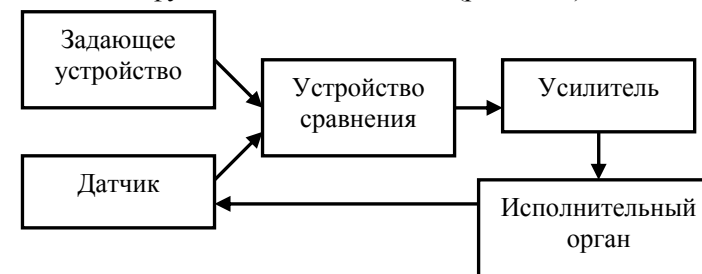 Задающее
устройство
Устройство
сравнения
Усилитель
Датчик
Исполнительный
орган